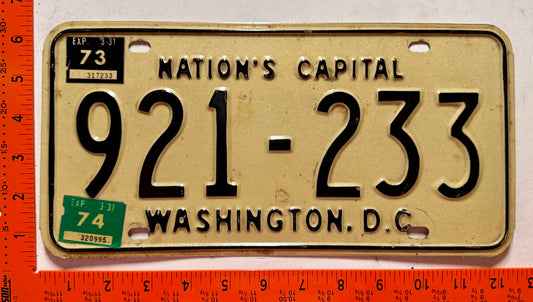 EXP. 3-31
73
317233
NATION'S CAPITAL
921-233
EXP 3-31
74
320995
WASHINGTON, D.C.